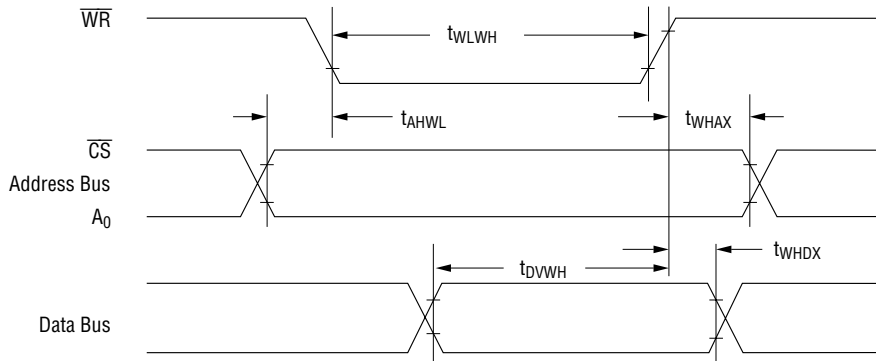 WR
tWLWH
tAHWL
tWHAX
CS
Address Bus
A0
tWHDX
tDVWH
Data Bus